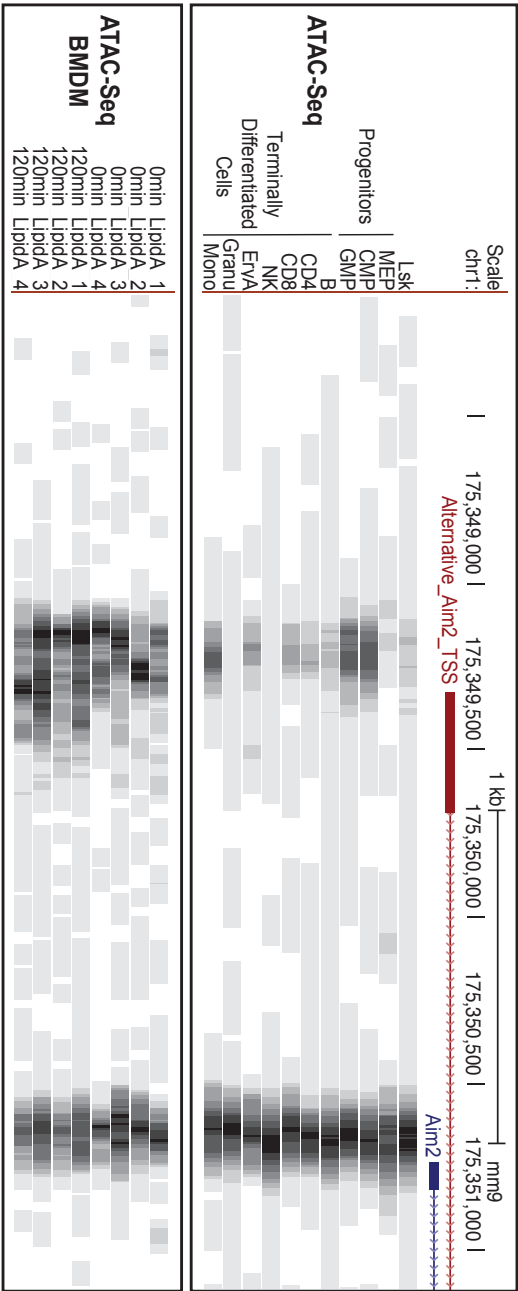 Scale
1 kb
mm9
chr1:
175,349,000
175,349,500
175,350,000
175,350,500
175,351,000
Alternative_Aim2_TSS
Aim2
ATAC-Seq
Progenitors
Terminally
Differentiated
Cells
Lsk
MEP
CMP
GMP
B
CD4
CD8
NK
EryA
Granu
Mono
ATAC-Seq
BMDM
0min LipidA 1
0min_LipidA 2
0min LipidA 3
0min LipidA 4
120min LipidA 1
120min LipidA 2
120min LipidA 3
120min LipidA 4